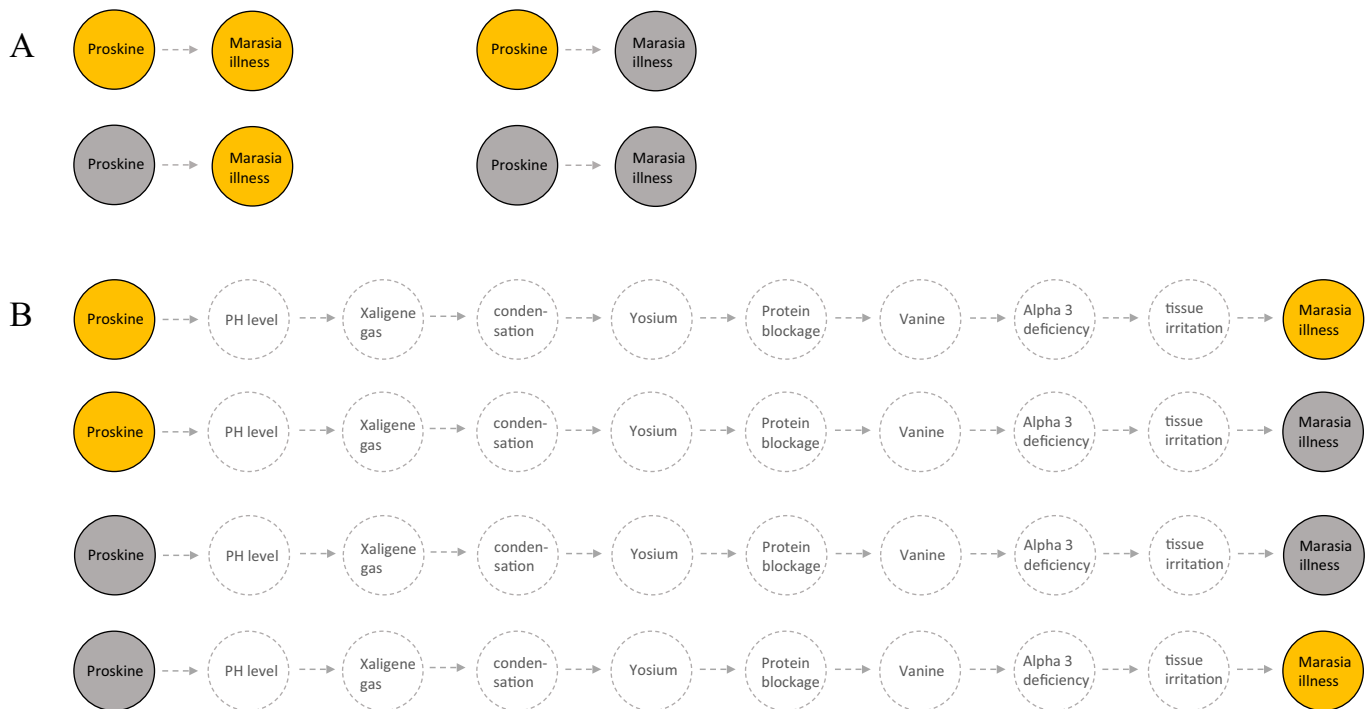 A
Proskine
Marasia
illness
Proskine
Marasia
illness
Proskine
Marasia
illness
Proskine
Marasia
illness
B
Proskine
PH level
Xaligene
gas
conden-
sation
Yosium
Protein
blockage
Vanine
Alpha 3
deficiency
tissue
irritation
Marasia
illness
Proskine
PH level
Xaligene
gas
conden-
sation
Yosium
Protein
blockage
Vanine
Alpha 3
deficiency
tissue
irritation
Marasia
illness
Proskine
PH level
Xaligene
gas
conden-
sation
Yosium
Protein
blockage
Vanine
Alpha 3
deficiency
tissue
irritation
Marasia
illness
Proskine
PH level
Xaligene
gas
conden-
sation
Yosium
Protein
blockage
Vanine
Alpha 3
deficiency
tissue
irritation
Marasia
illness